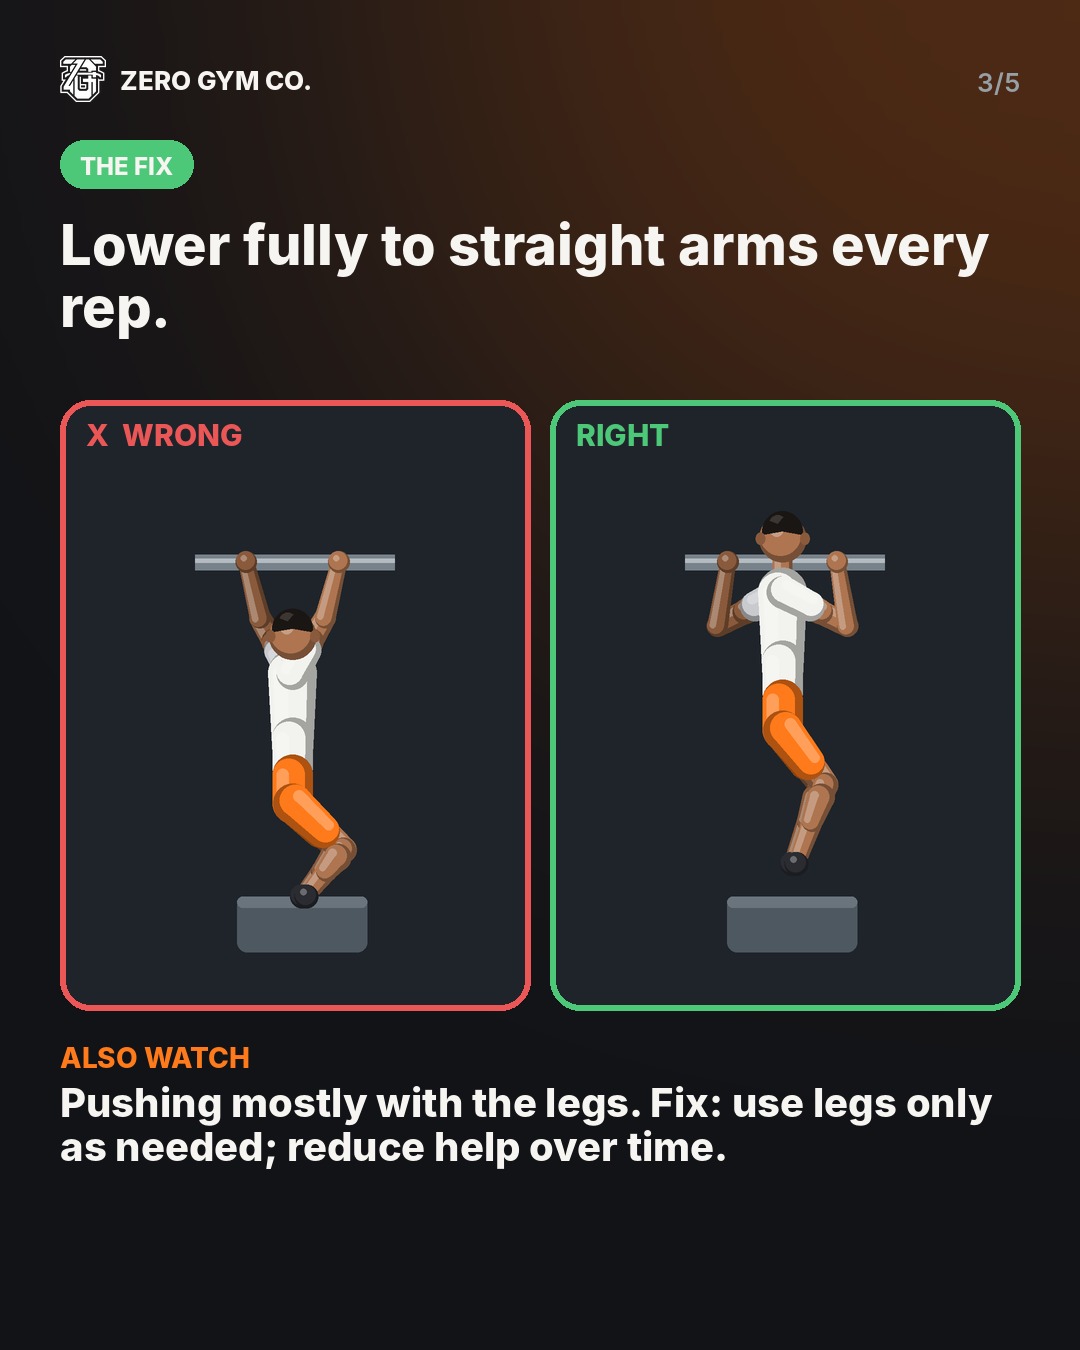 ZERO GYM CO.
3/5
THE FIX
Lower fully to straight arms every
rep.
X WRONG
RIGHT
ALSO WATCH
Pushing mostly with the legs. Fix: use legs only
as needed; reduce help over time.